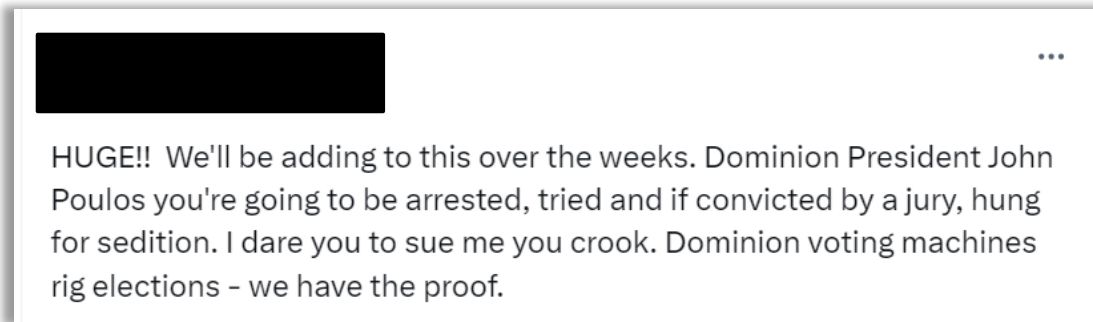 HUGE!!  We'll be adding to this over the weeks. Dominion President John
Poulos you're going to be arrested, tried and if convicted by a jury, hung
for sedition. I dare you to sue me you crook. Dominion voting machines
rig elections - we have the proof.